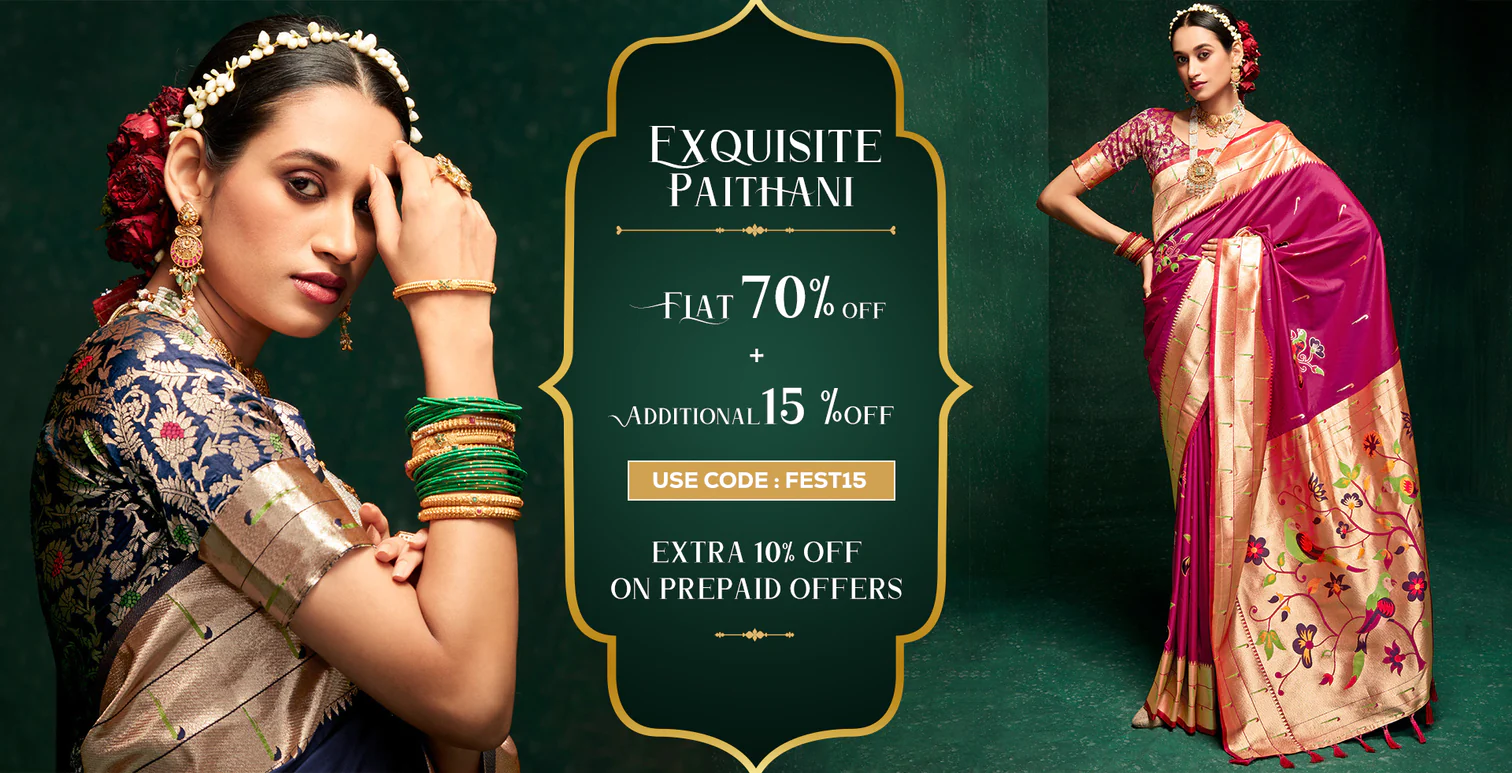 EXQUISITE
PAITHANI
FLAT 70% OFF
+
ADDITIONAL 15 % OFF
USE CODE : FEST15
EXTRA 10% OFF
ON PREPAID OFFERS